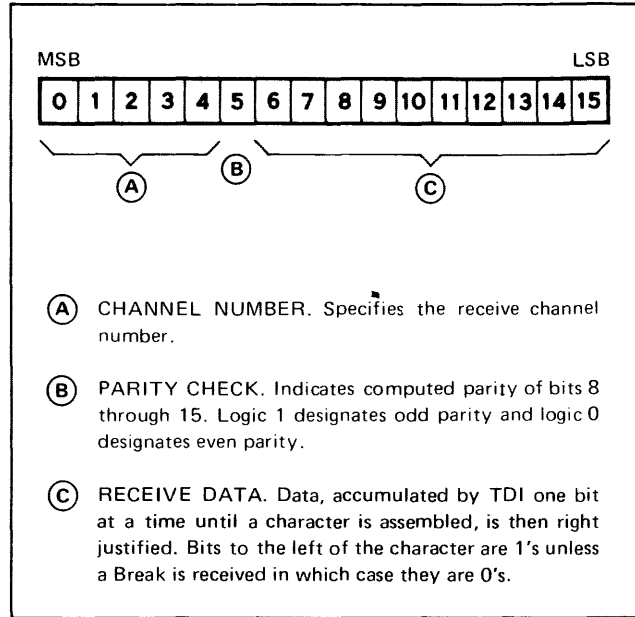 MSB LSB
0 1 2 3 4 5 6 7 8 9 10 11 12 13 14 15
A B C
A CHANNEL NUMBER. Specifies the receive channel
number.
B PARITY CHECK. Indicates computed parity of bits 8
through 15. Logic 1 designates odd parity and logic 0
designates even parity.
C RECEIVE DATA. Data, accumulated by TDI one bit
at a time until a character is assembled, is then right
justified. Bits to the left of the character are 1's unless
a Break is received in which case they are 0's.